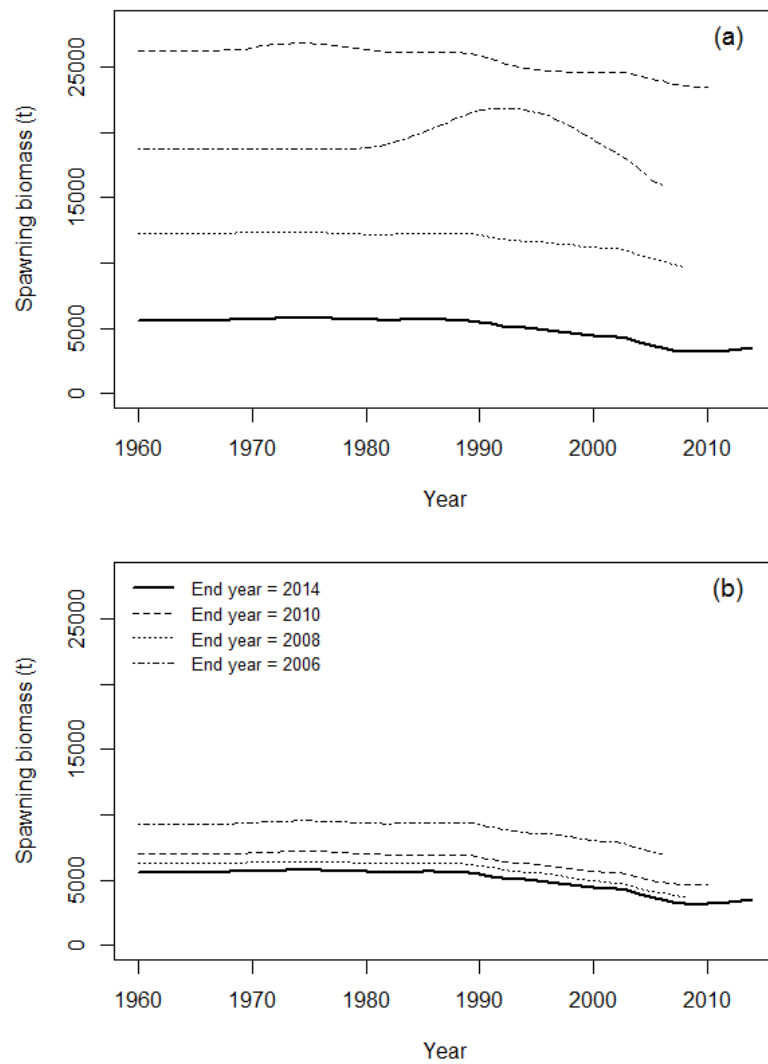 (a)
Spawning biomass (t)
25000
15000
5000
0
1960 1970 1980 1990 2000 2010
Year
(b)
End year = 2014
End year = 2010
End year = 2008
End year = 2006
Spawning biomass (t)
25000
15000
5000
0
1960 1970 1980 1990 2000 2010
Year